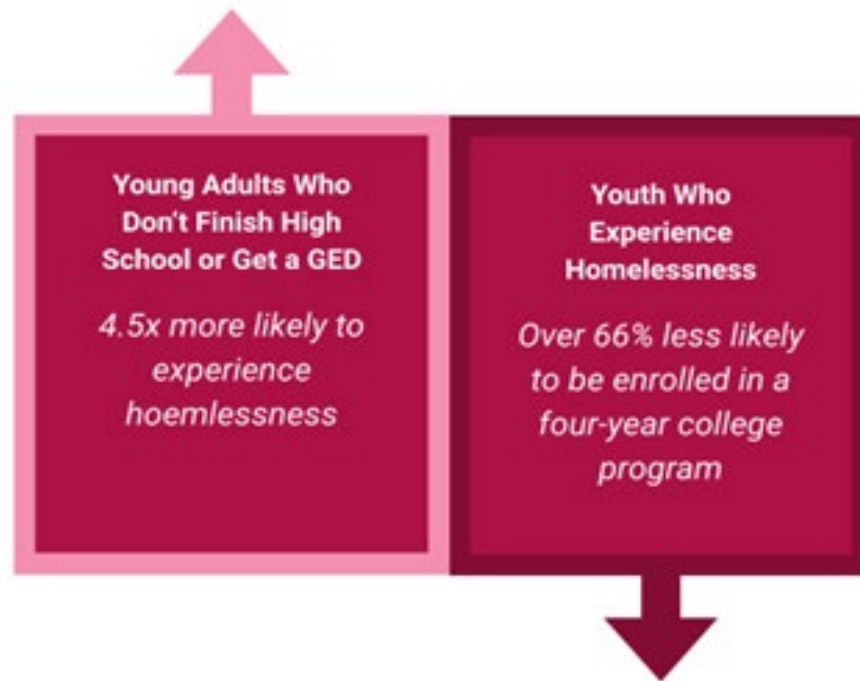 Young Adults Who
Don't Finish High
School or Get a GED
4.5x more likely to
experience
hoemlessness
Youth Who
Experience
Homelessness
Over 66% less likely
to be enrolled in a
four-year college
program